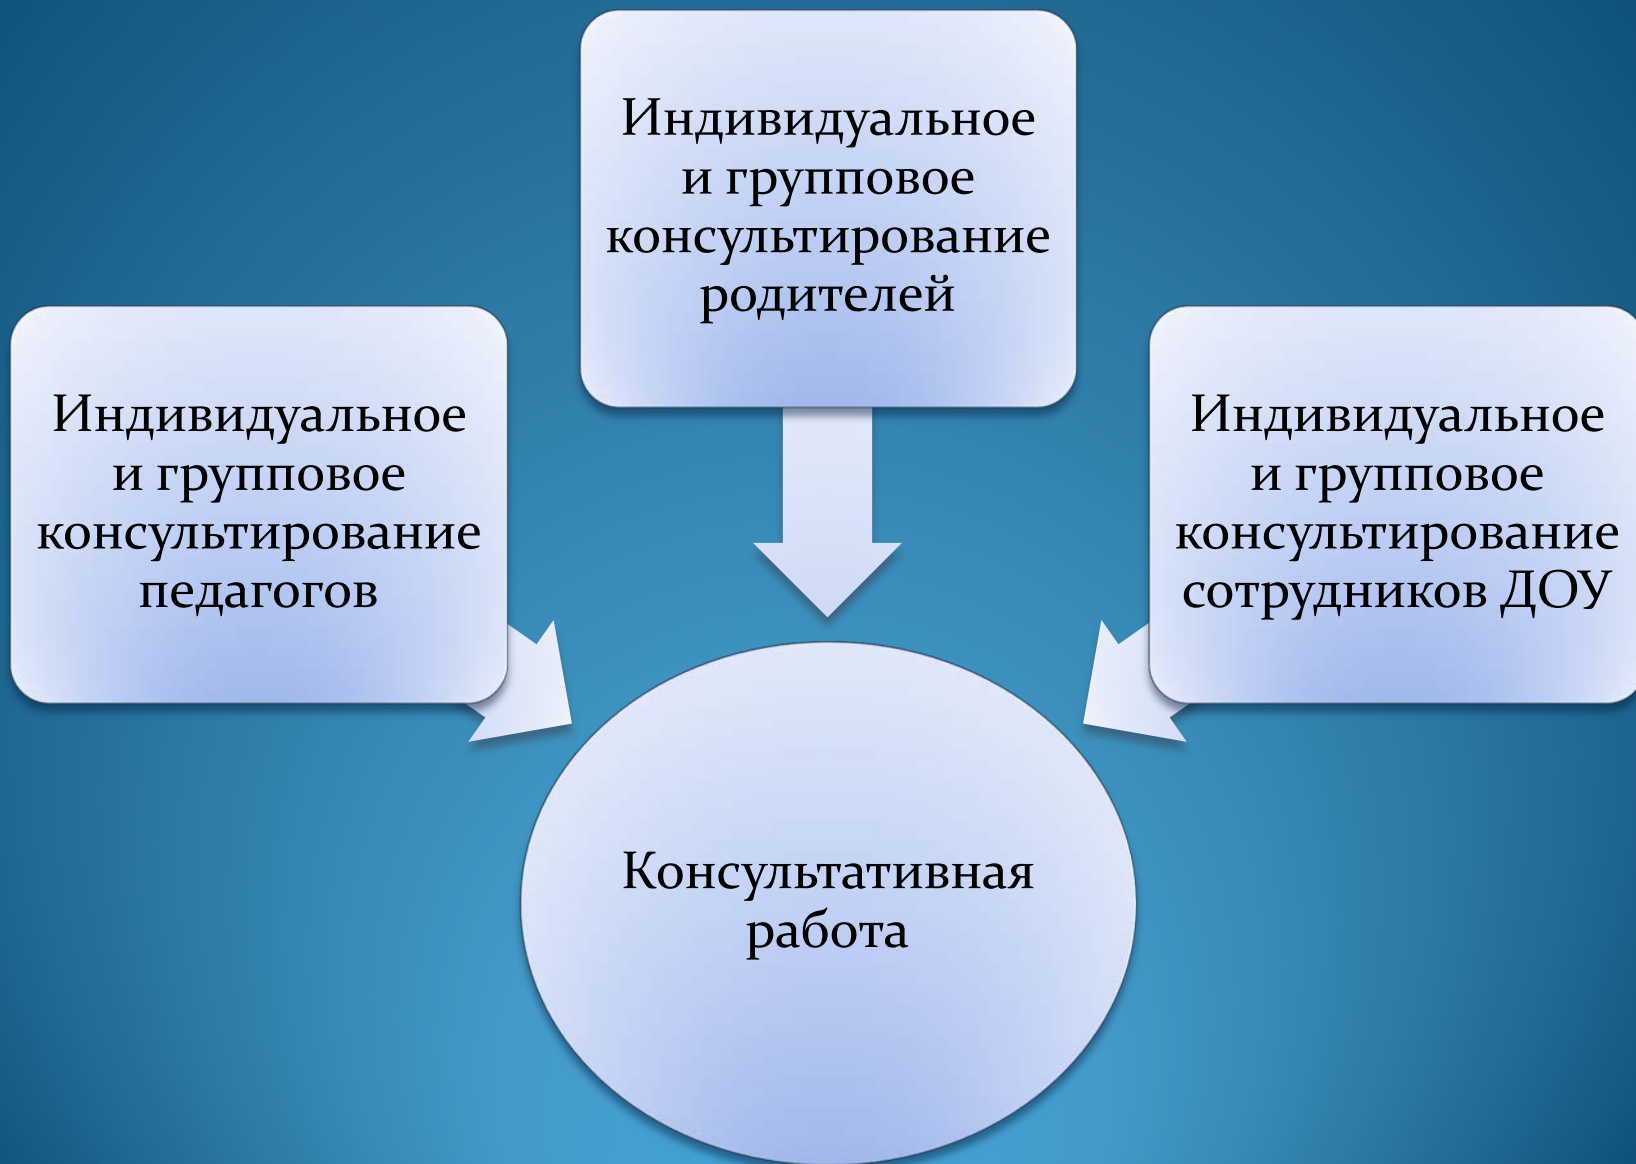 Индивидуальное
и групповое
консультирование
родителей
Индивидуальное
и групповое
консультирование
педагогов
Индивидуальное
и групповое
консультирование
сотрудников ДОУ
Консультативная
работа